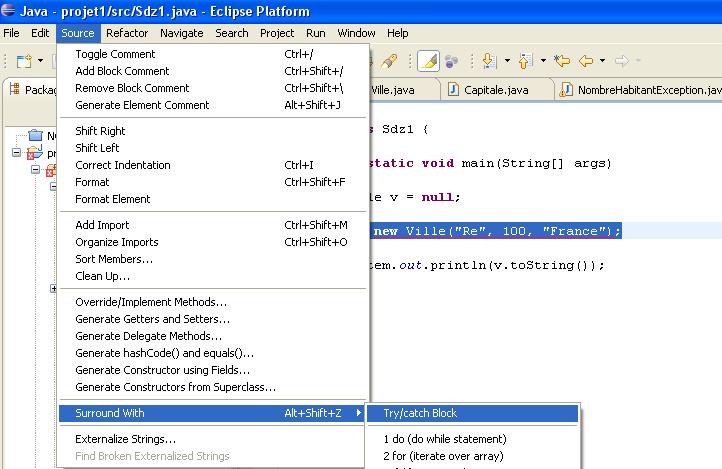 Java - projet1/src/Sdz1.java - Eclipse Platform
File Edit Source Refactor Navigate Search Project Run Window Help
Packag
Ville.java Capitale.java NombreHabitantException.jav
Toggle Comment Ctrl+/
Add Block Comment Ctrl+Shift+/
Remove Block Comment Ctrl+Shift+\
Generate Element Comment Alt+Shift+J
Shift Right
Shift Left
Correct Indentation Ctrl+I
Format Ctrl+Shift+F
Format Element
Add Import Ctrl+Shift+M
Organize Imports Ctrl+Shift+O
Sort Members...
Clean Up...
Override/Implement Methods...
Generate Getters and Setters...
Generate Delegate Methods...
Generate hashCode() and equals()...
Generate Constructor using Fields...
Generate Constructors from Superclass...
Surround With Alt+Shift+Z
Externalize Strings...
Find Broken Externalized Strings
s Sdz1 {
static void main(String[] args)
le v = null;
new Ville("Re", 100, "France");
tem.out.println(v.toString());
Try/catch Block
1 do (do while statement)
2 for (iterate over array)